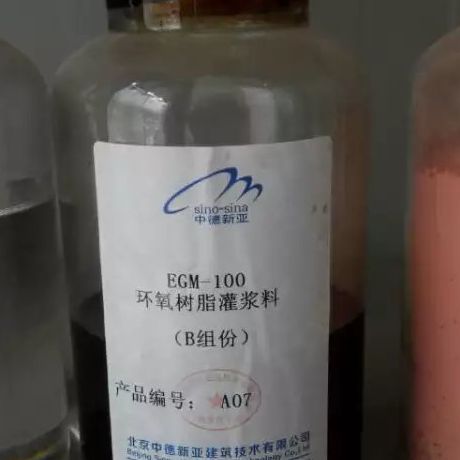 sino-sina
中德新亚
EGM-100
环氧树脂灌浆料
（B组份）
产品编号： A07
北京中德新亚建筑技术有限公司